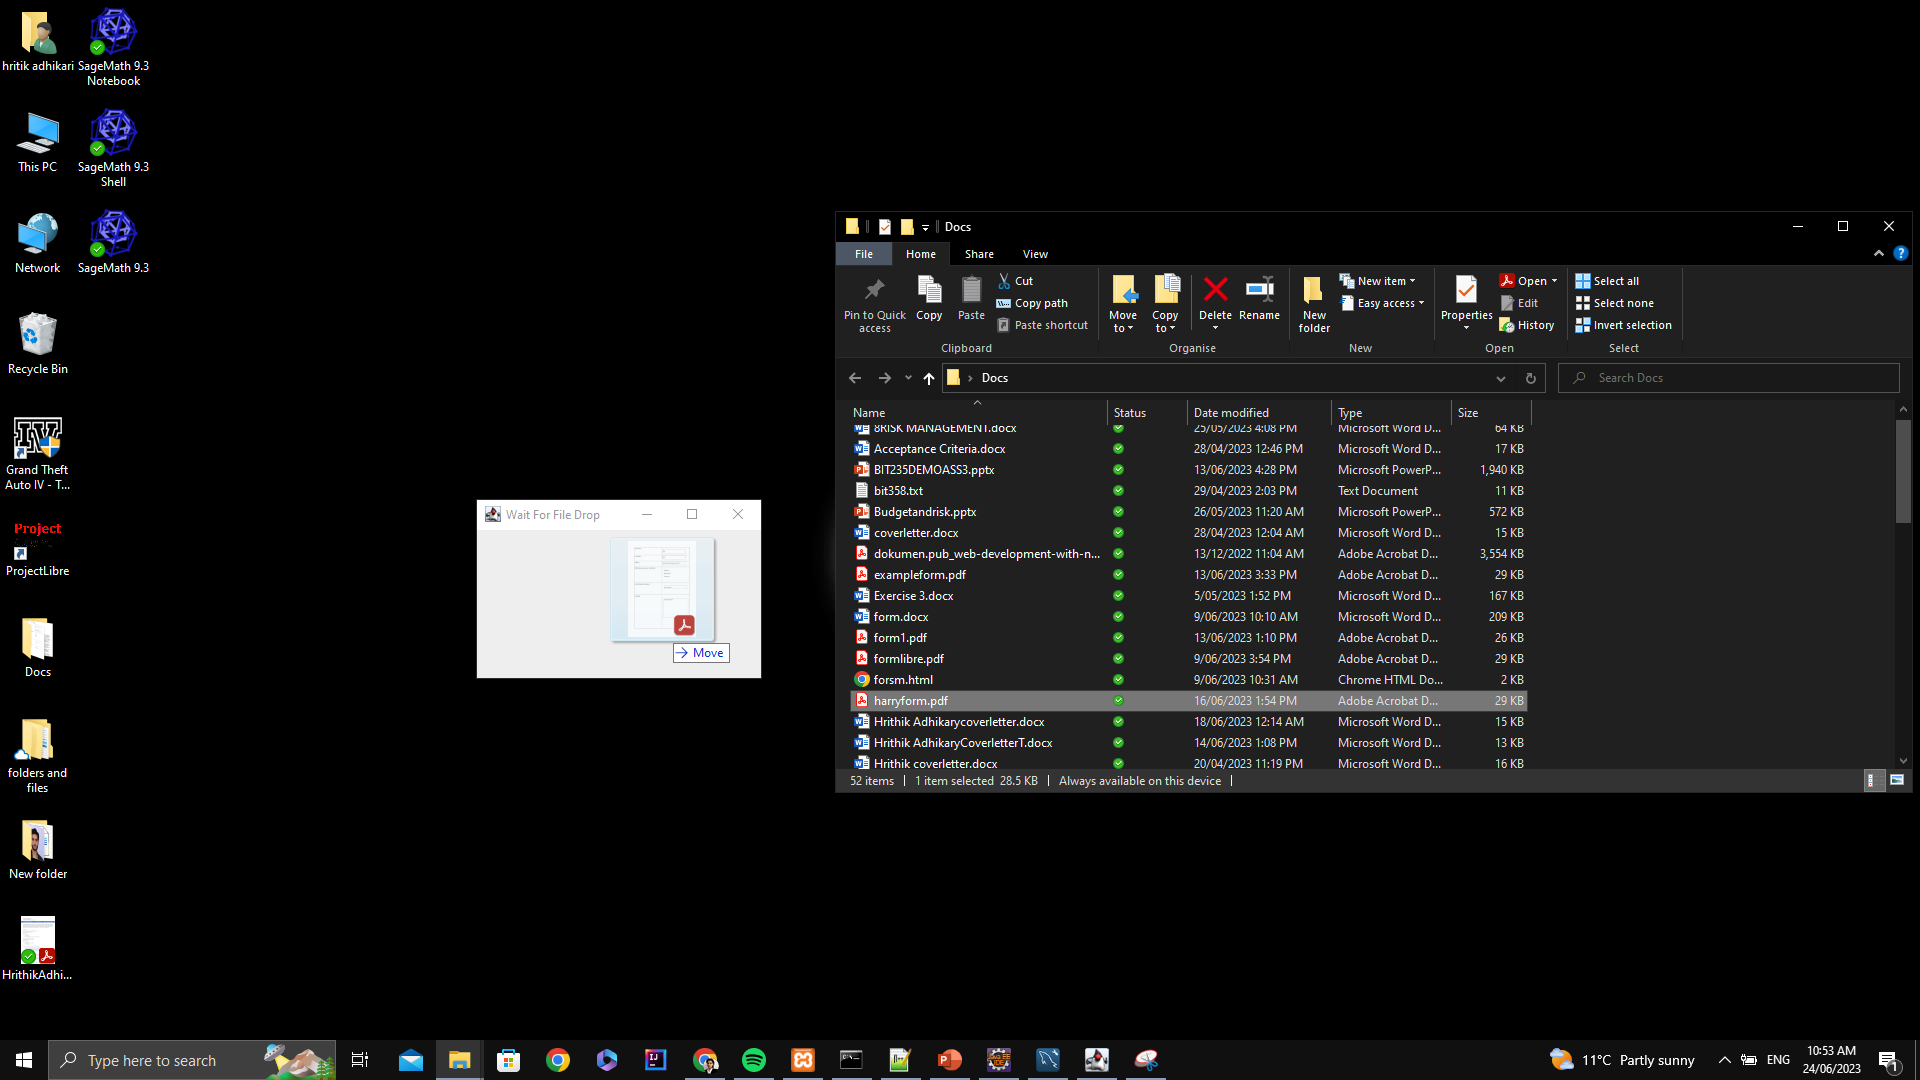 hritik adhikari
SageMath 9.3
Notebook
This PC
SageMath 9.3
Shell
Network
SageMath 9.3
Recycle Bin
Grand Theft
Auto IV - T...
Project
ProjectLibre
Docs
folders and
files
New folder
HrithikAdhi...
Wait For File Drop
Move
Docs
File Home Share View
Pin to Quick
access
Copy
Paste
Cut
Copy path
Paste shortcut
Clipboard
Move
to
Copy
to
Delete
Rename
Organise
New
folder
New item
Easy access
New
Properties
Open
Edit
History
Open
Select all
Select none
Invert selection
Select
Docs
Search Docs
Name Status Date modified Type Size
8RISK MANAGEMENT.docx 25/05/2023 4:08 PM Microsoft Word D... 64 KB
Acceptance Criteria.docx 28/04/2023 12:46 PM Microsoft Word D... 17 KB
BIT235DEMOASS3.pptx 13/06/2023 4:28 PM Microsoft PowerP... 1,940 KB
bit358.txt 29/04/2023 2:03 PM Text Document 11 KB
Budgetandrisk.pptx 26/05/2023 11:20 AM Microsoft PowerP... 572 KB
coverletter.docx 28/04/2023 12:04 AM Microsoft Word D... 15 KB
dokumen.pub_web-development-with-n... 13/12/2022 11:04 AM Adobe Acrobat D... 3,554 KB
exampleform.pdf 13/06/2023 3:33 PM Adobe Acrobat D... 29 KB
Exercise 3.docx 5/05/2023 1:52 PM Microsoft Word D... 167 KB
form.docx 9/06/2023 10:10 AM Microsoft Word D... 209 KB
form1.pdf 13/06/2023 1:10 PM Adobe Acrobat D... 26 KB
formlibre.pdf 9/06/2023 3:54 PM Adobe Acrobat D... 29 KB
forsm.html 9/06/2023 10:31 AM Chrome HTML Do... 2 KB
harryform.pdf 16/06/2023 1:54 PM Adobe Acrobat D... 29 KB
Hrithik Adhikarycoverletter.docx 18/06/2023 12:14 AM Microsoft Word D... 15 KB
Hrithik AdhikaryCoverletterT.docx 14/06/2023 1:08 PM Microsoft Word D... 13 KB
Hrithik coverletter.docx 20/04/2023 11:19 PM Microsoft Word D... 16 KB
52 items 1 item selected 28.5 KB Always available on this device
Type here to search
11°C Partly sunny
ENG
10:53 AM
24/06/2023
1